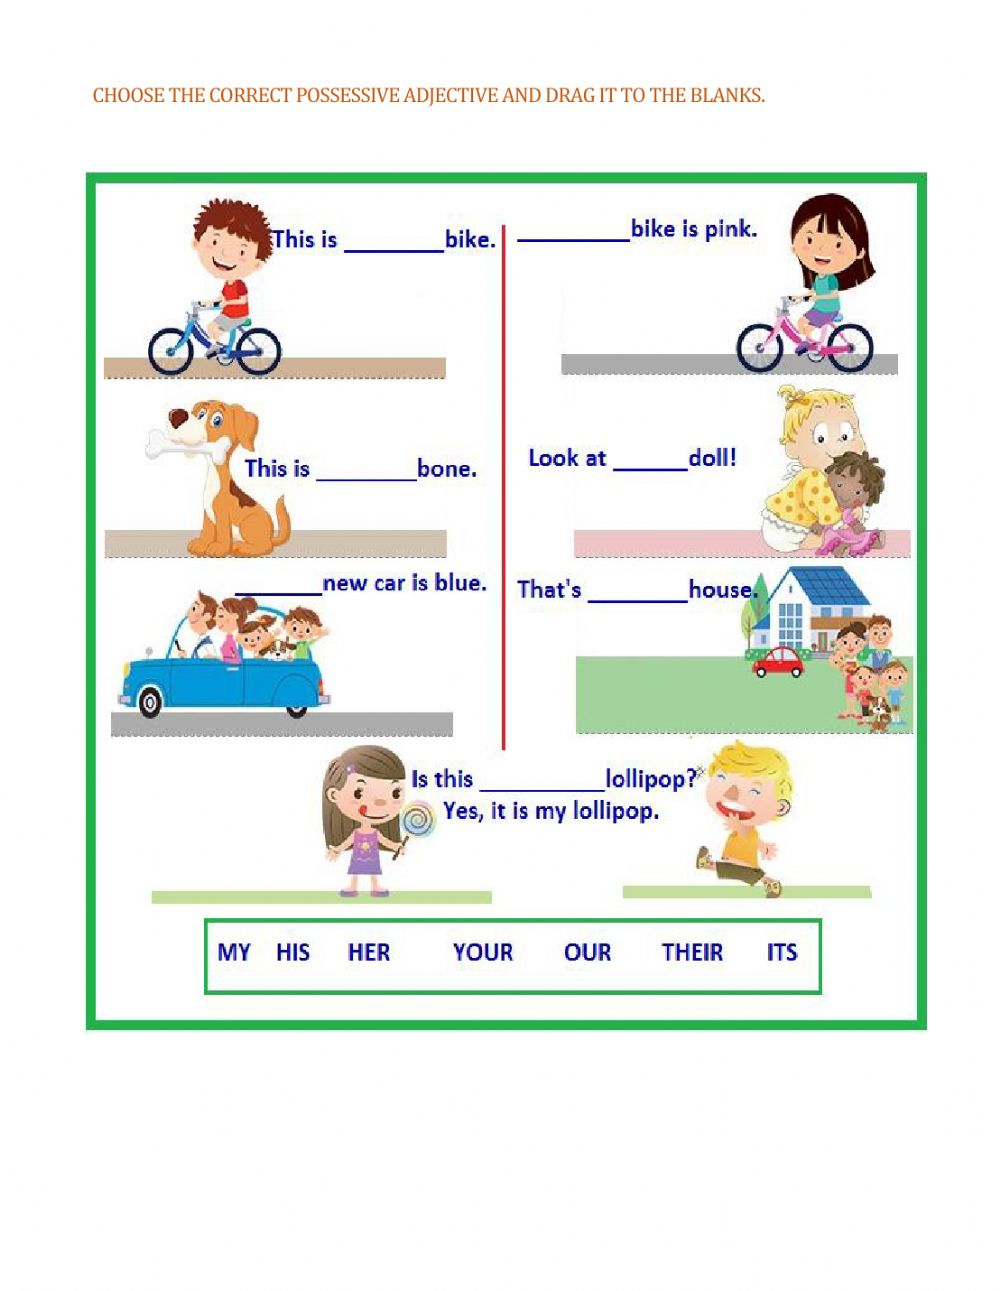 CHOOSE THE CORRECT POSSESSIVE ADJECTIVE AND DRAG IT TO THE BLANKS.
This is ________bike.
_________bike is pink.
This is ________bone.
Look at ______doll!
_______new car is blue.
That's ________house.
Is this __________lollipop?
Yes, it is my lollipop.
MY HIS HER YOUR OUR THEIR ITS